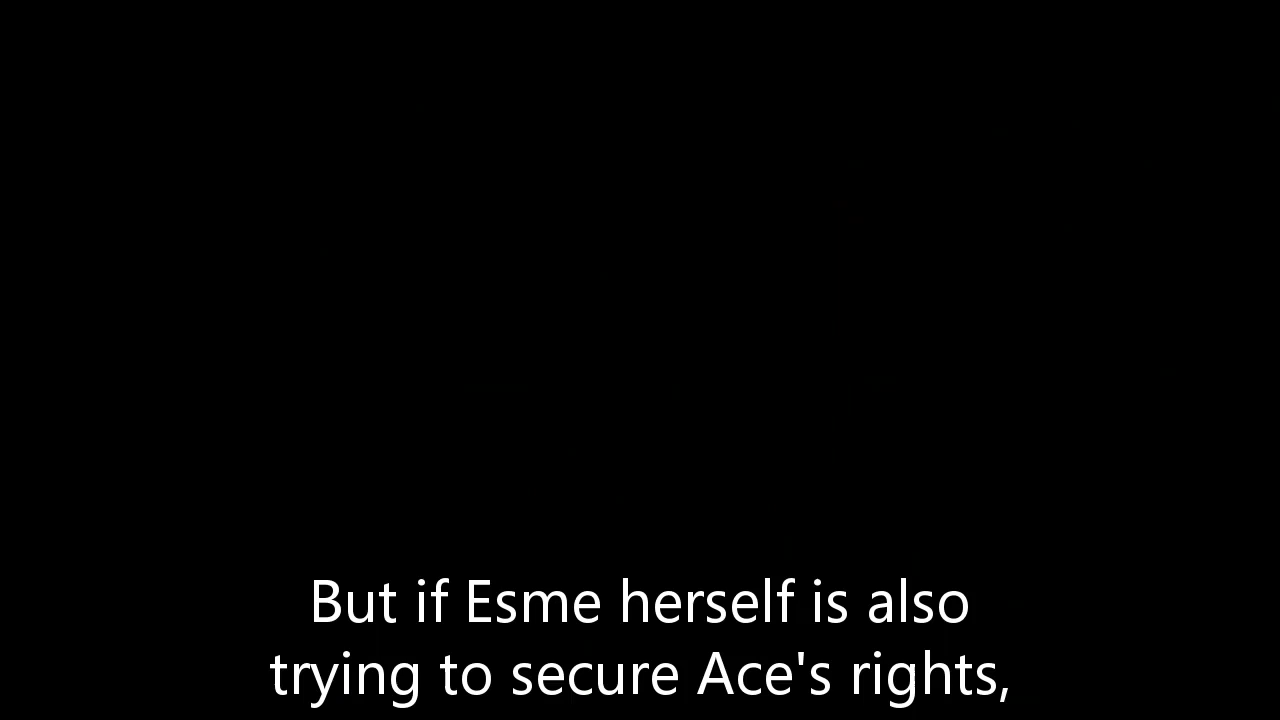 But if Esme herself is also
trying to secure Ace's rights,